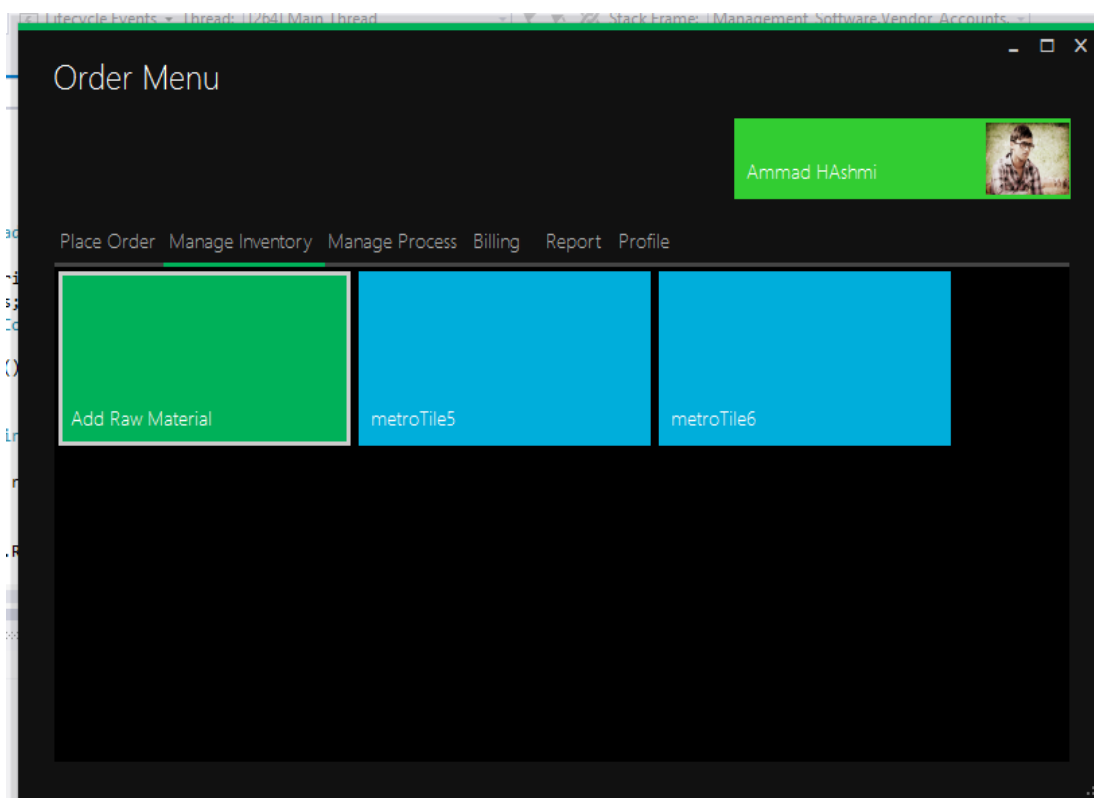 Lifecycle Events Thread: [1264] Main Thread Stack Frame: Management_Software.Vendor_Accounts.
Order Menu
Ammad HAshmi
Place Order Manage Inventory Manage Process Billing Report Profile
Add Raw Material metroTile5 metroTile6